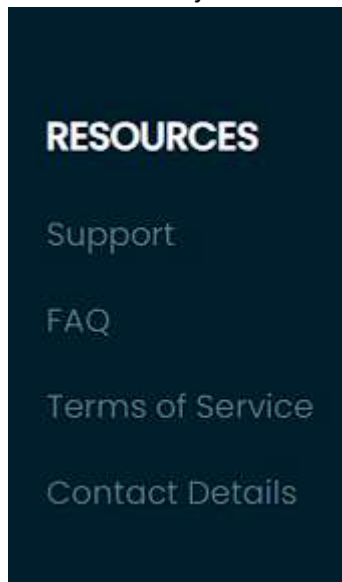 RESOURCES
Support
FAQ
Terms of Service
Contact Details